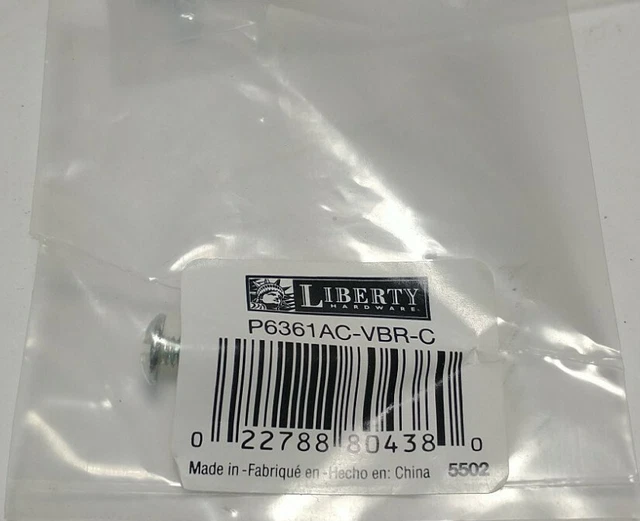 LIBERTY
HARDWARE
P6361AC-VBR-C
0 22788 80438 0
Made in -Fabriqué en -Hecho en: China 5502